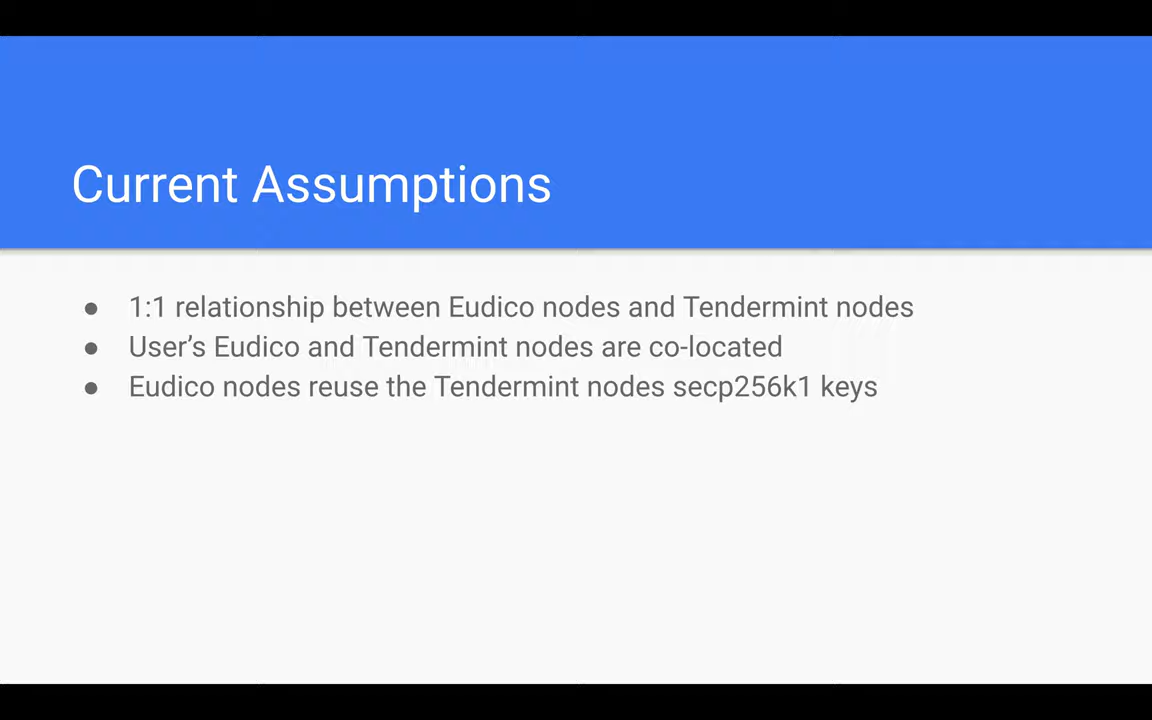 Current Assumptions
● 1:1 relationship between Eudico nodes and Tendermint nodes
● User’s Eudico and Tendermint nodes are co-located
● Eudico nodes reuse the Tendermint nodes secp256k1 keys